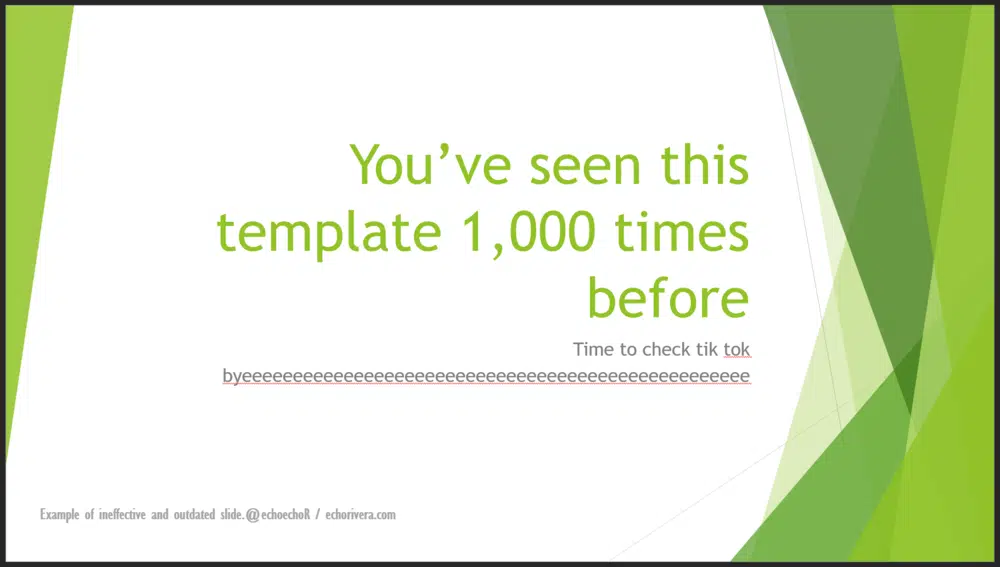 You’ve seen this
template 1,000 times
before
Time to check tik tok
byeeeeeeeeeeeeeeeeeeeeeeeeeeeeeeeeeeeeeeeeeeeeeeeeeee
Example of ineffective and outdated slide.@echoechoR / echorivera.com